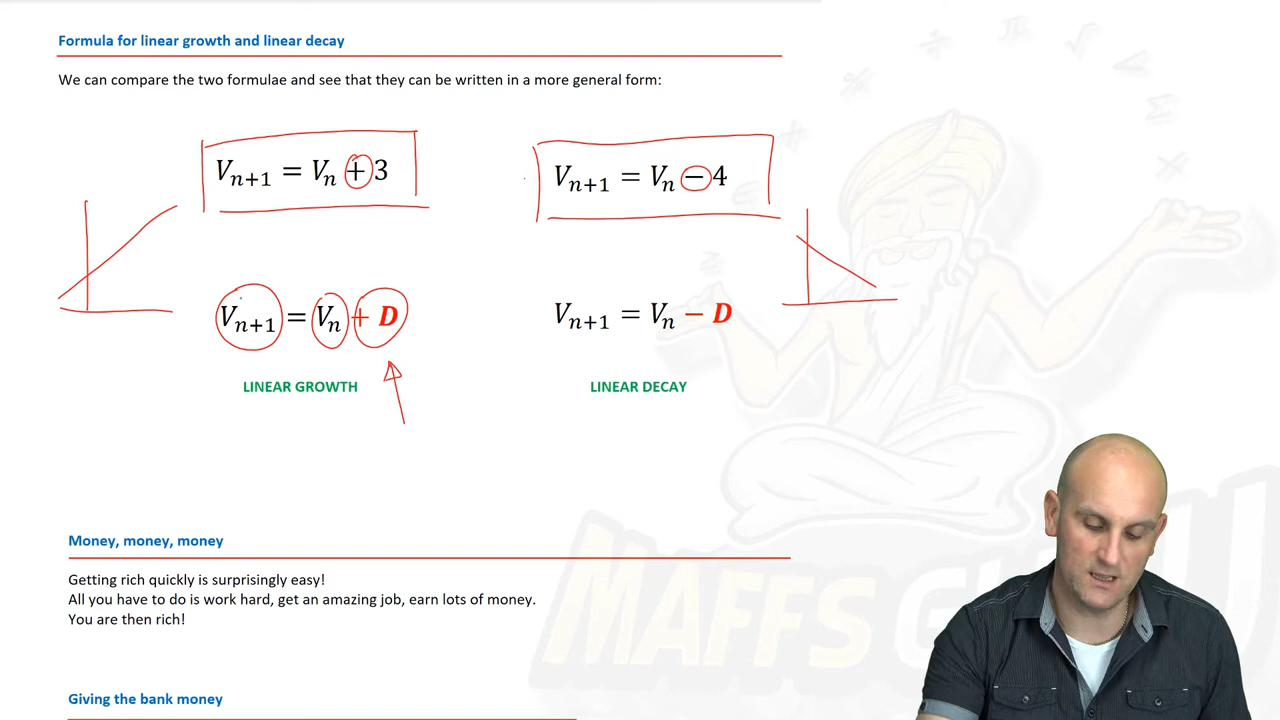 Formula for linear growth and linear decay
We can compare the two formulae and see that they can be written in a more general form:
Vₙ₊₁ = Vₙ + 3
Vₙ₊₁ = Vₙ − 4
Vₙ₊₁ = Vₙ + D
Vₙ₊₁ = Vₙ − D
LINEAR GROWTH
LINEAR DECAY
Money, money, money
Getting rich quickly is surprisingly easy!
All you have to do is work hard, get an amazing job, earn lots of money.
You are then rich!
MAFFS
Giving the bank money